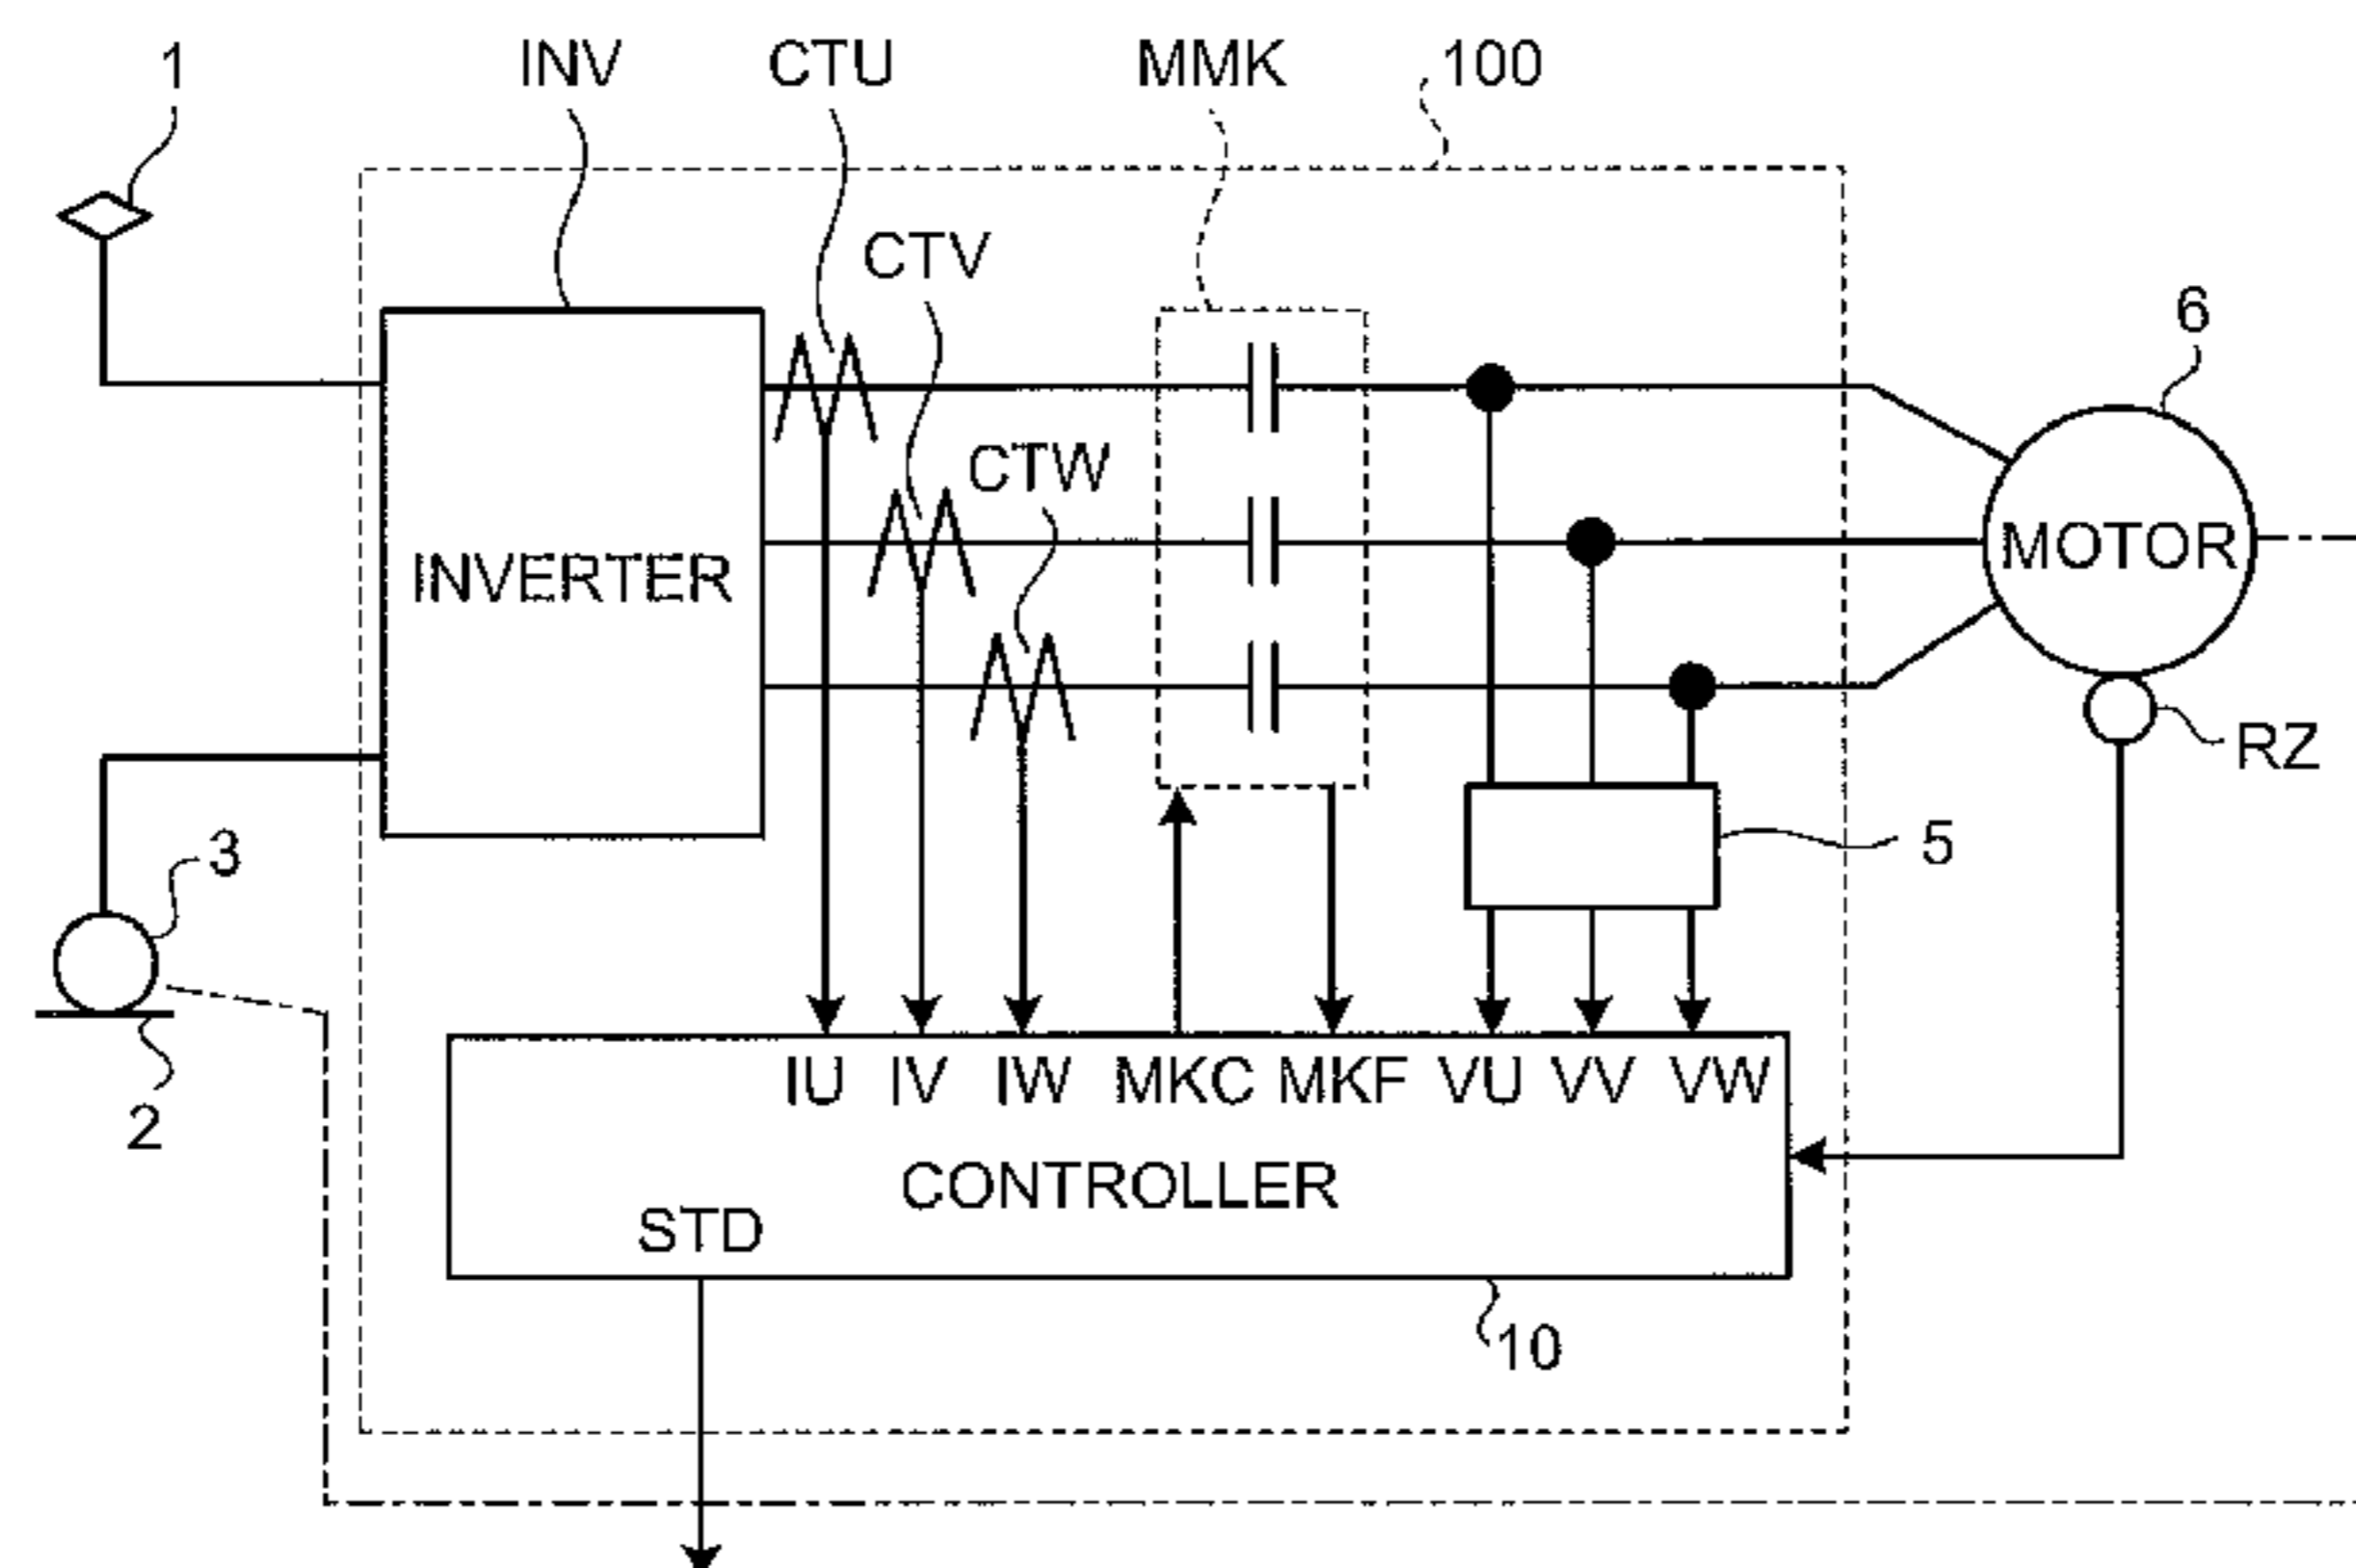 1
INV
CTU
MMK
100
CTV
6
CTW
INVERTER
MOTOR
RZ
3
5
2
IU IV IW MKC MKF VU VV VW
CONTROLLER
STD
10